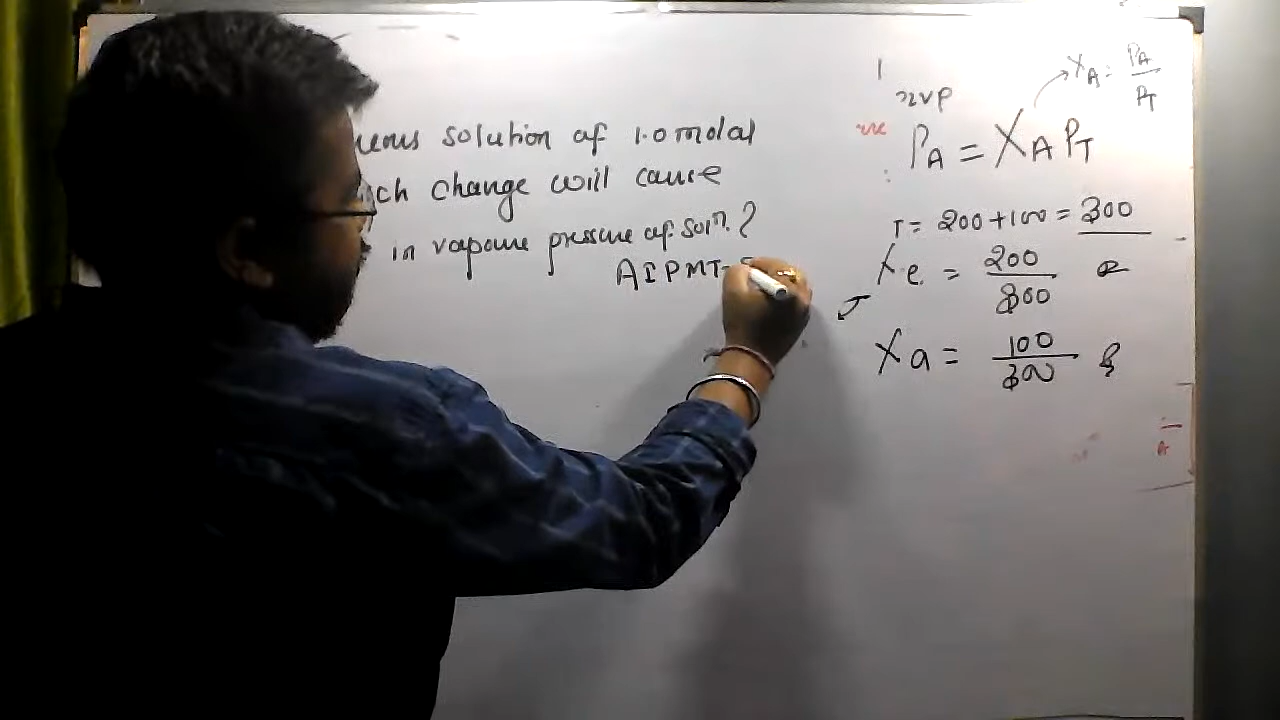 solution of 1.0 molal
change will cause
in vapour pressure of soln. ?
AIPMT-
XA = PA / PT
PA = XA PT
T = 200 + 100 = 300
Xe = 200 / 300
Xa = 100 / 300